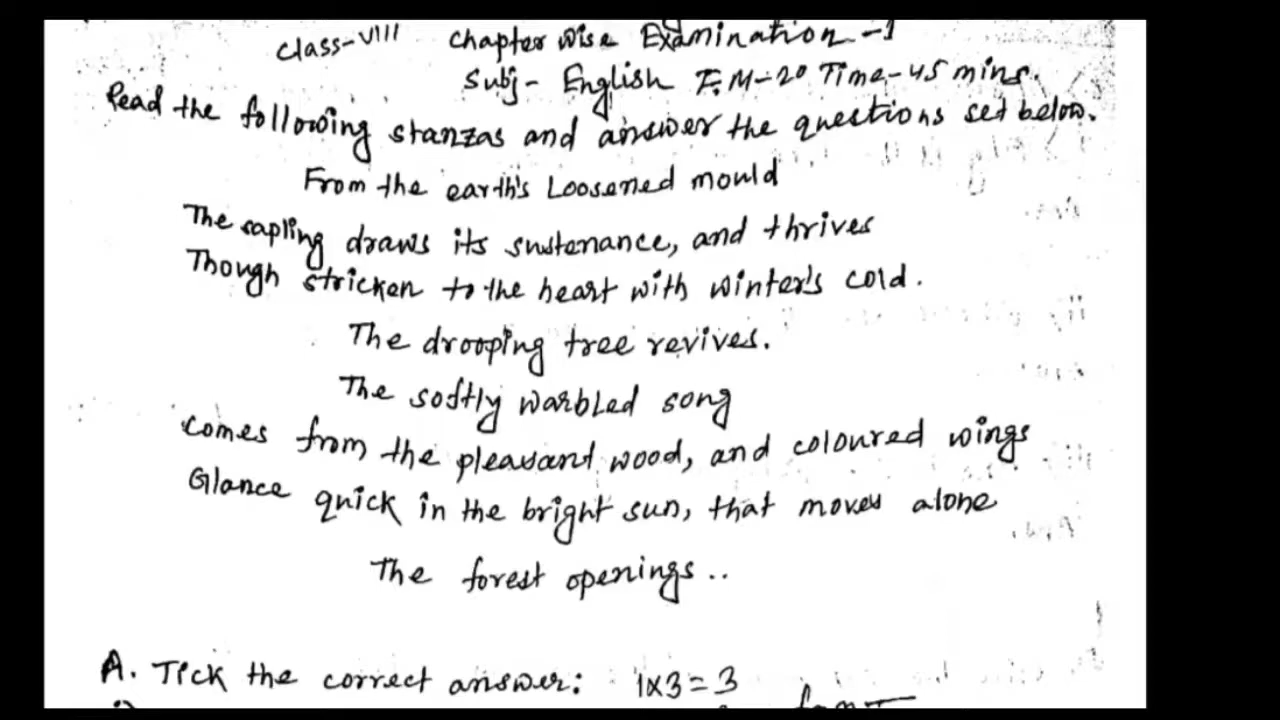 Class-VIII Chapter wise Examination -1
Subj- English F.M-20 Time-45 mins.
Read the following stanzas and answer the questions set below.
From the earth's Loosened mould
The sapling draws its sustenance, and thrives
Though stricken to the heart with winter's cold.
The drooping tree revives.
The softly warbled song
comes from the pleasant wood, and coloured wings
Glance quick in the bright sun, that moves alone
The forest openings..
A. Tick the correct answer: 1x3=3